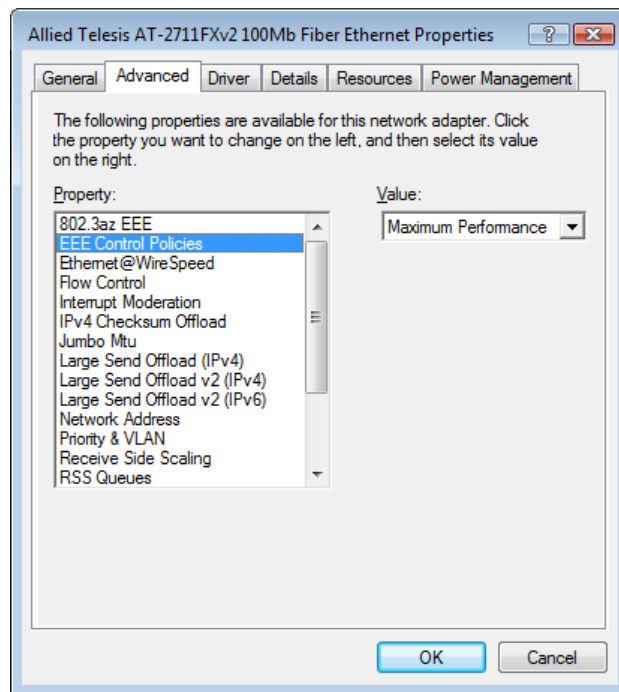 Allied Telesis AT-2711FXv2 100Mb Fiber Ethernet Properties
General Advanced Driver Details Resources Power Management
The following properties are available for this network adapter. Click
the property you want to change on the left, and then select its value
on the right.
Property:
802.3az EEE
EEE Control Policies
Ethernet@WireSpeed
Flow Control
Interrupt Moderation
IPv4 Checksum Offload
Jumbo Mtu
Large Send Offload (IPv4)
Large Send Offload v2 (IPv4)
Large Send Offload v2 (IPv6)
Network Address
Priority & VLAN
Receive Side Scaling
RSS Queues
Value:
Maximum Performance
OK Cancel